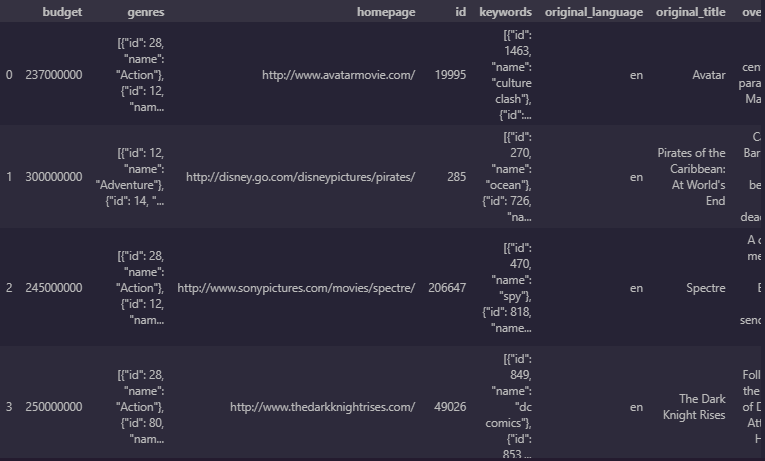 budget genres homepage id keywords original_language original_title ove
[{"id":
[{"id": 28, 1463,
"name": "name": cen
0 237000000 "Action"}, http://www.avatarmovie.com/ 19995 "culture en Avatar para
{"id": 12, clash"}, Ma
"nam... {"id":...
[{"id": C
[{"id": 12, 270, Pirates of the Bar
"name": "name": Caribbean:
1 300000000 "Adventure"}, http://disney.go.com/disneypictures/pirates/ 285 "ocean"}, en At World's be
{"id": 14, "... {"id": 726, End
"na... dead
[{"id": A c
[{"id": 28, 470, me
"name": "name":
2 245000000 "Action"}, http://www.sonypictures.com/movies/spectre/ 206647 "spy"}, en Spectre E
{"id": 12, {"id": 818,
"nam... "name... send
[{"id":
[{"id": 28, 849, Foll
"name": "name": The Dark the
3 250000000 "Action"}, http://www.thedarkknightrises.com/ 49026 "dc en Knight Rises of D
{"id": 80, comics"}, Att
"nam... {"id": H
853,...